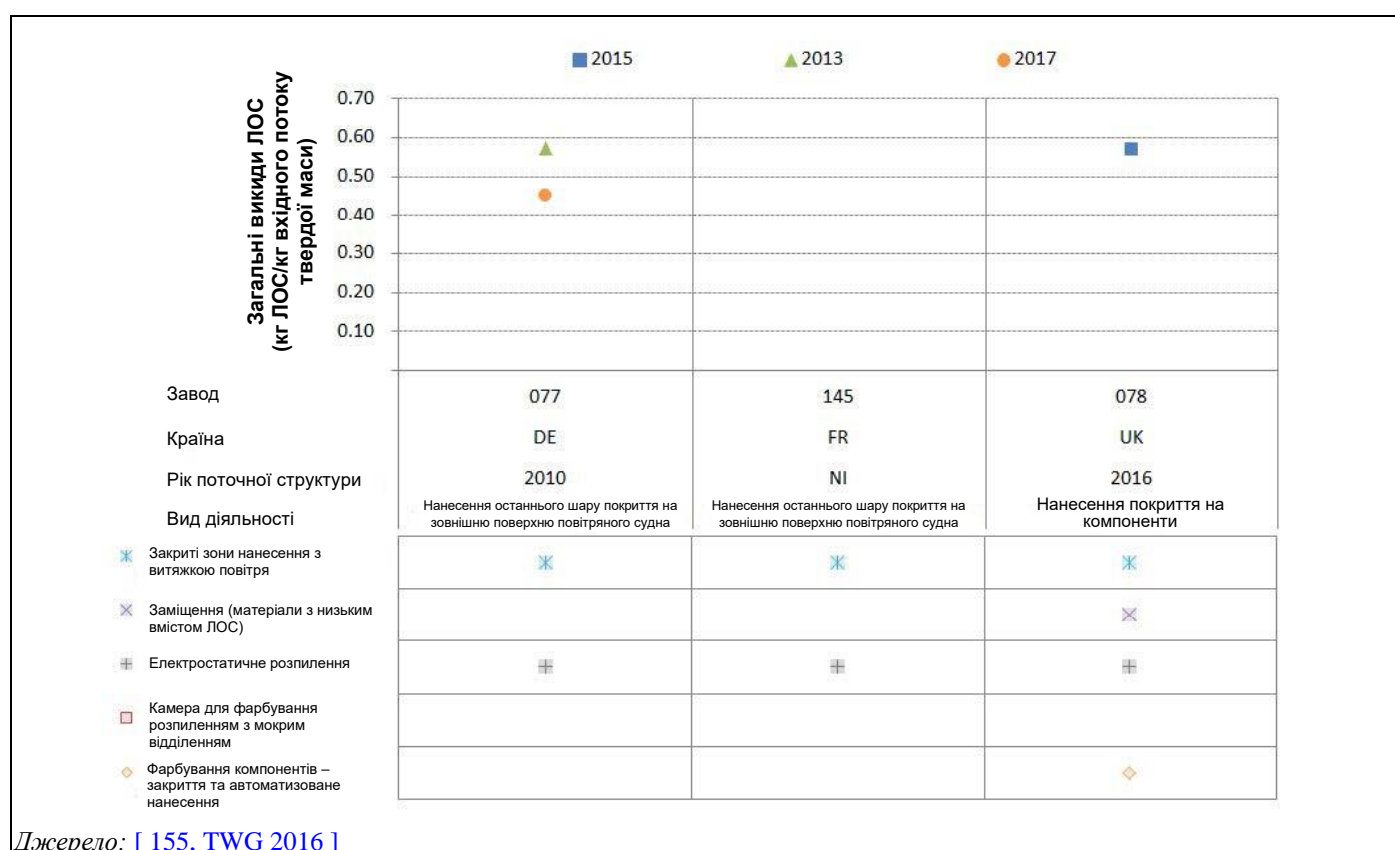 2015 2013 2017
Загальні викиди ЛОС
(кг ЛОС/кг вхідного потоку
твердої маси)
0.70
0.60
0.50
0.40
0.30
0.20
0.10
Завод 077 145 078
Країна DE FR UK
Рік поточної структури 2010 NI 2016
Вид діяльності
Нанесення останнього шару покриття на
зовнішню поверхню повітряного судна
Нанесення останнього шару покриття на
зовнішню поверхню повітряного судна
Нанесення покриття на
компоненти
Закриті зони нанесення з
витяжкою повітря
Заміщення (матеріали з низьким
вмістом ЛОС)
Електростатичне розпилення
Камера для фарбування
розпиленням з мокрим
відділенням
Фарбування компонентів –
закриття та автоматизоване
нанесення
Джерело: [ 155, TWG 2016 ]